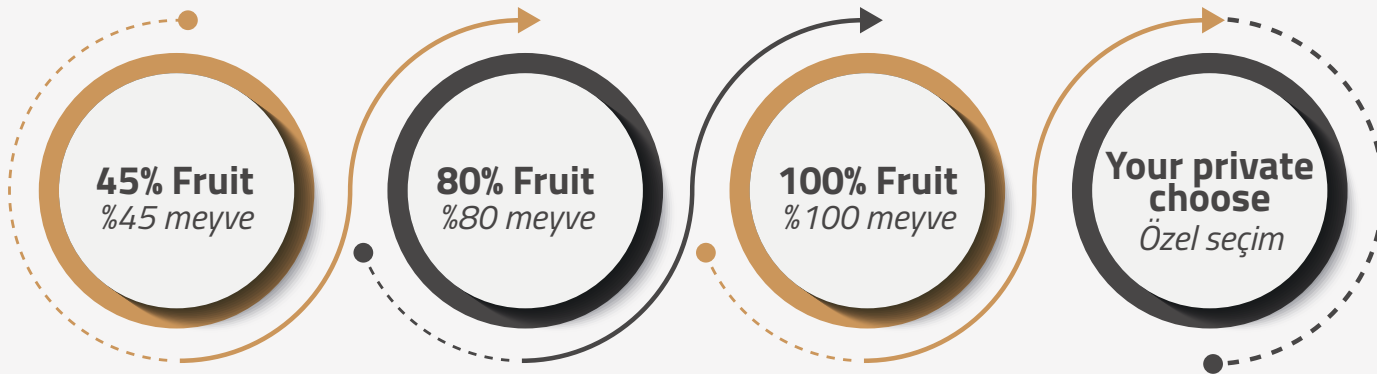 45% Fruit
%45 meyve
80% Fruit
%80 meyve
100% Fruit
%100 meyve
Your private
choose
Özel seçim